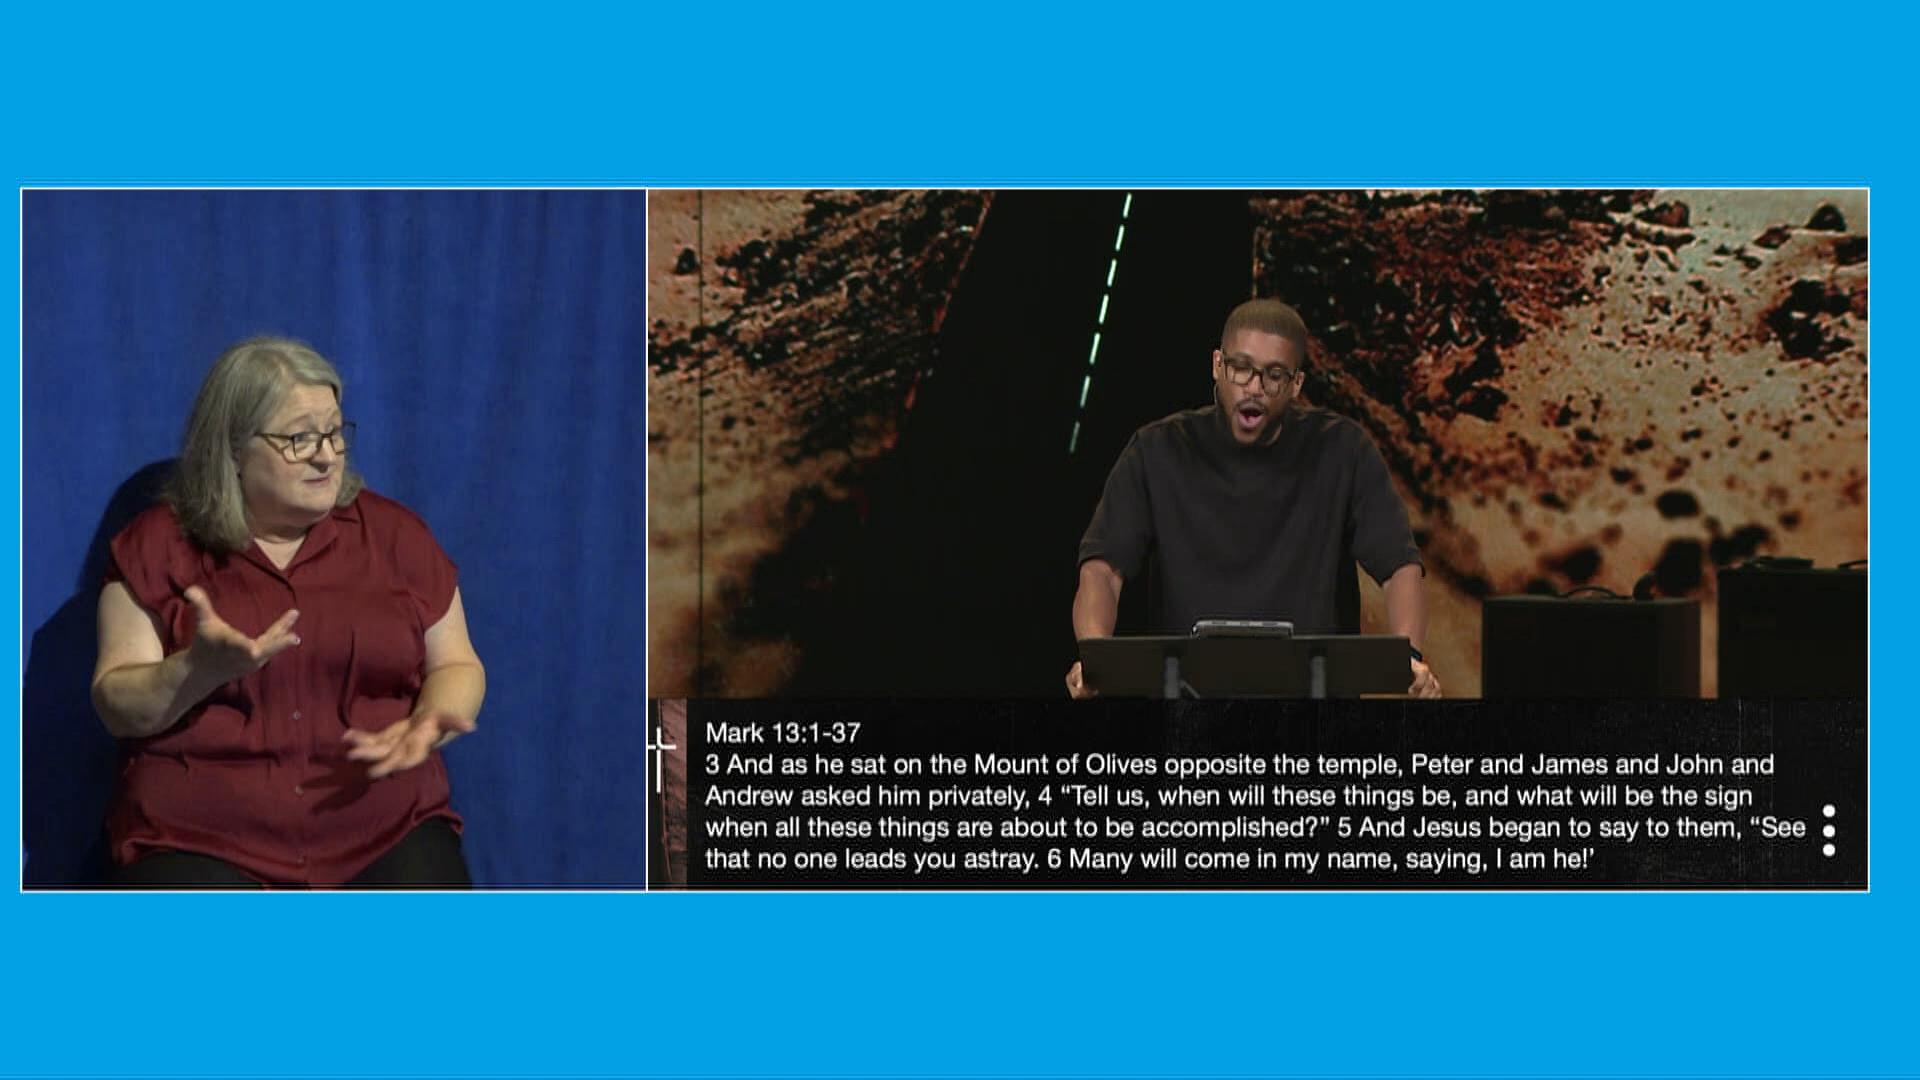 Mark 13:1-37
3 And as he sat on the Mount of Olives opposite the temple, Peter and James and John and
Andrew asked him privately, 4 “Tell us, when will these things be, and what will be the sign
when all these things are about to be accomplished?” 5 And Jesus began to say to them, “See
that no one leads you astray. 6 Many will come in my name, saying, I am he!’